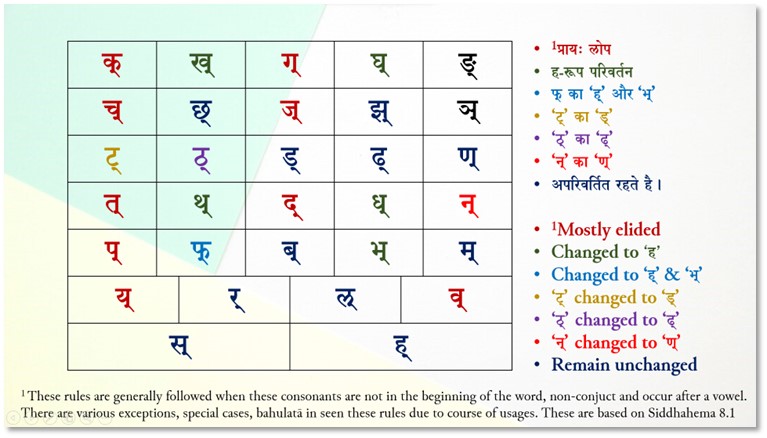 क् ख् ग् घ् ङ्
च् छ् ज् झ् ञ्
ट् ठ् ड् ढ् ण्
त् थ् द् ध् न्
प् फ् ब् भ् म्
य् र् ल् व्
स् ह्
• ¹प्रायः लोप
• ह-रूप परिवर्तन
• फ् का ‘ह्’ और ‘भ्’
• ‘ट्’ का ‘ड्’
• ‘ठ्’ का ‘ढ्’
• ‘न्’ का ‘ण्’
• अपरिवर्तित रहते है ।
• ¹Mostly elided
• Changed to ‘ह’
• Changed to ‘ह्’ & ‘भ्’
• ‘ट्’ changed to ‘ड्’
• ‘ठ्’ changed to ‘ढ्’
• ‘न्’ changed to ‘ण्’
• Remain unchanged
¹ These rules are generally followed when these consonants are not in the beginning of the word, non-conjuct and occur after a vowel.
There are various exceptions, special cases, bahulatā in seen these rules due to course of usages. These are based on Siddhahema 8.1